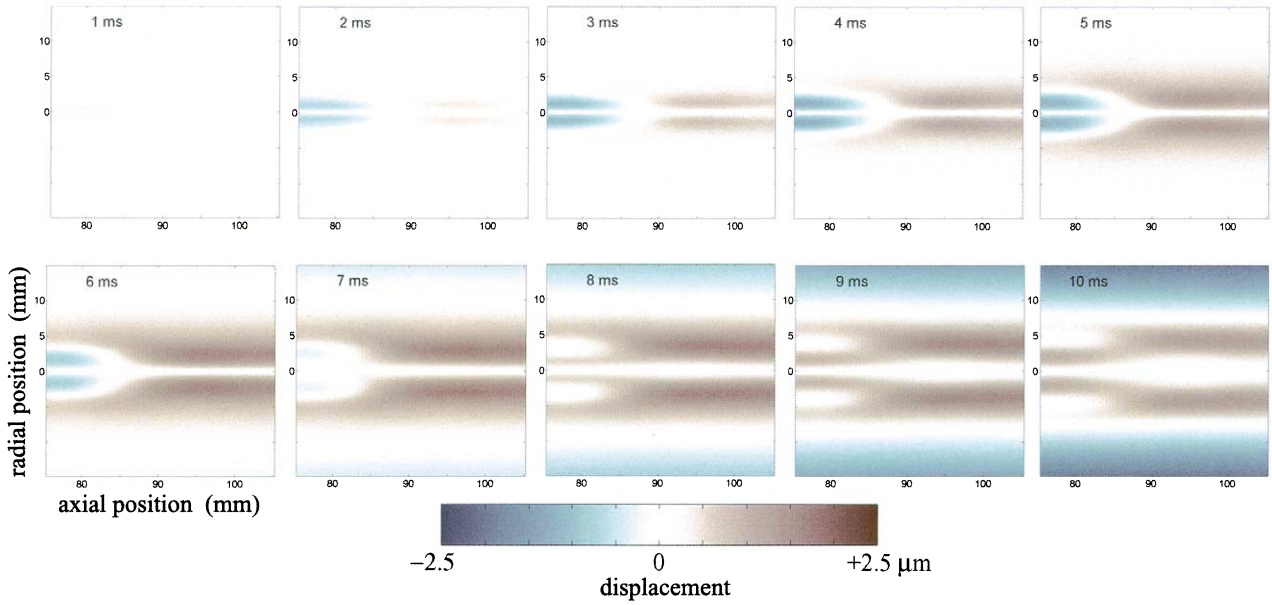 1 ms 2 ms 3 ms 4 ms 5 ms
10 10 10 10 10
5 5 5 5 5
0 0 0 0 0
80 90 100 80 90 100 80 90 100 80 90 100 80 90 100
6 ms 7 ms 8 ms 9 ms 10 ms
10 10 10 10 10
5 5 5 5 5
0 0 0 0 0
80 90 100 80 90 100 80 90 100 80 90 100 80 90 100
radial position (mm)
axial position (mm)
−2.5 0 +2.5 μm
displacement